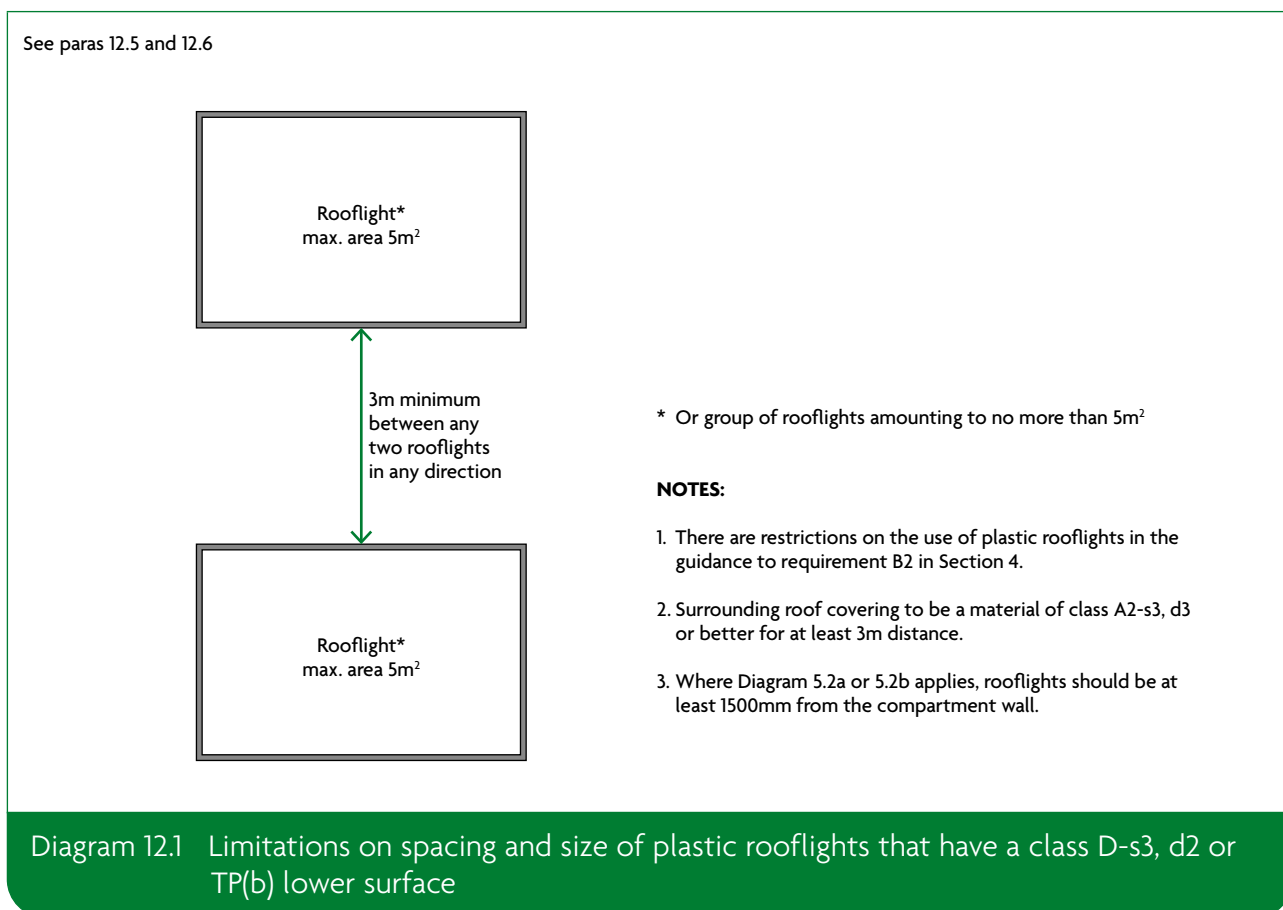 See paras 12.5 and 12.6
Rooflight*
max. area 5m²
3m minimum
between any
two rooflights
in any direction
Rooflight*
max. area 5m²
* Or group of rooflights amounting to no more than 5m²
NOTES:
1. There are restrictions on the use of plastic rooflights in the
guidance to requirement B2 in Section 4.
2. Surrounding roof covering to be a material of class A2-s3, d3
or better for at least 3m distance.
3. Where Diagram 5.2a or 5.2b applies, rooflights should be at
least 1500mm from the compartment wall.
Diagram 12.1 Limitations on spacing and size of plastic rooflights that have a class D-s3, d2 or
TP(b) lower surface